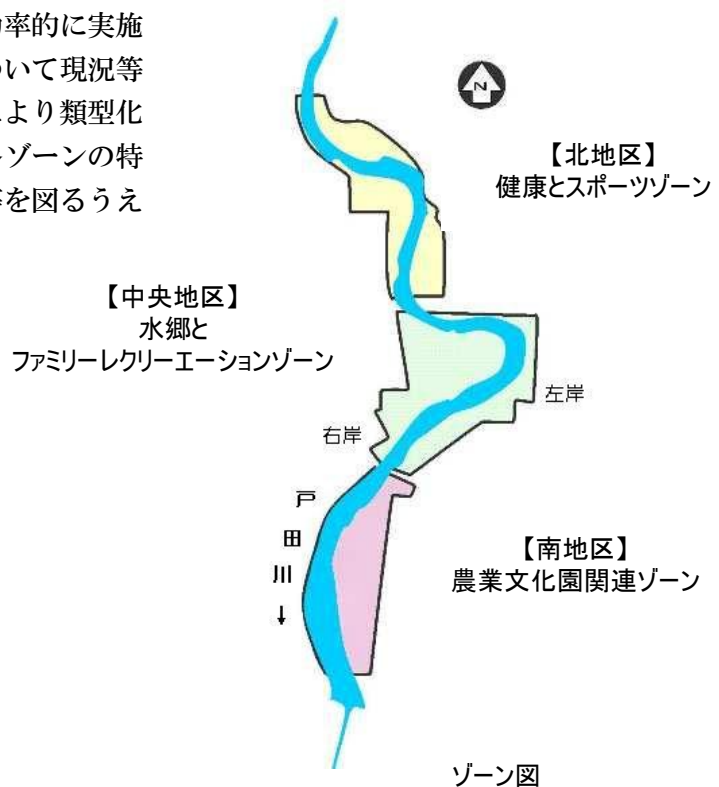 率的に実施
いて現況等
より類型化
ゾーンの特
を図るうえ
N
【北地区】
健康とスポーツゾーン
【中央地区】
水郷と
ファミリーレクリーエーションゾーン
左岸
右岸
戸田川↓
【南地区】
農業文化園関連ゾーン
ゾーン図